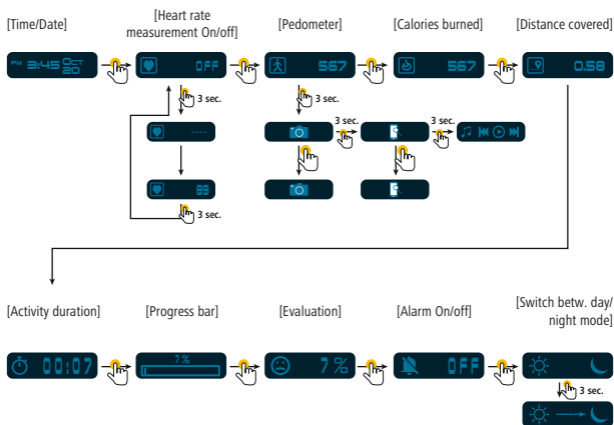 [Time/Date]
[Heart rate
measurement On/off]
[Pedometer]
[Calories burned]
[Distance covered]
PM 3:45 OCT
20
OFF
567
567
0.58
3 sec.
3 sec.
3 sec.
3 sec.
----
88
3 sec.
[Activity duration]
[Progress bar]
[Evaluation]
[Alarm On/off]
[Switch betw. day/
night mode]
00:07
7%
7%
OFF
3 sec.